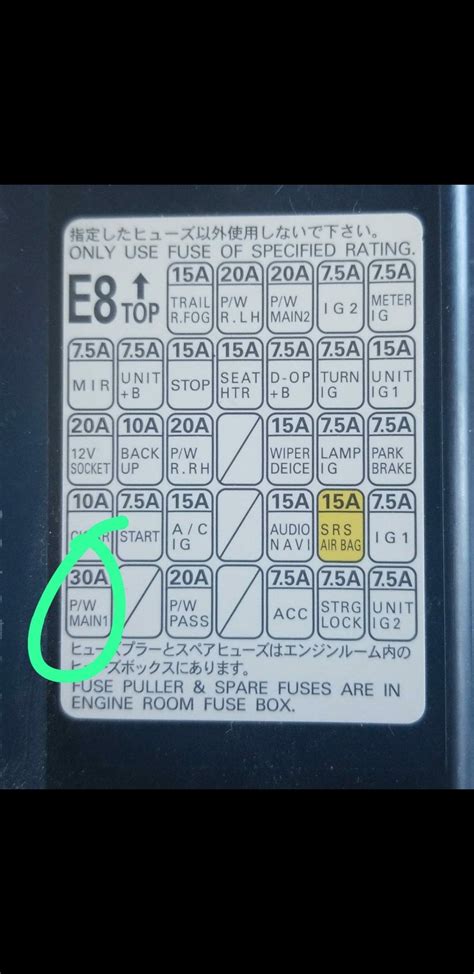 指定したヒューズ以外使用しないで下さい。
ONLY USE FUSE OF SPECIFIED RATING.
E8 ↑ TOP
15A 20A 20A 7.5A 7.5A
TRAIL R.FOG
P/W R.LH
P/W MAIN2
IG2
METER IG
7.5A 7.5A 15A 15A 7.5A 7.5A 15A
MIR
UNIT +B
STOP
SEAT HTR
D-OP +B
TURN IG
UNIT IG1
20A 10A 20A 15A 7.5A 7.5A
12V SOCKET
BACK UP
P/W R.RH
WIPER DEICE
LAMP IG
PARK BRAKE
10A 7.5A 15A 15A 15A 7.5A
START
A/C IG
AUDIO NAVI
SRS AIR BAG
IG1
30A 20A 7.5A 7.5A 7.5A
P/W MAIN1
P/W PASS
ACC
STRG LOCK
UNIT IG2
ヒューズプラーとスペアヒューズはエンジンルーム内の
ヒューズボックスにあります。
FUSE PULLER & SPARE FUSES ARE IN
ENGINE ROOM FUSE BOX.